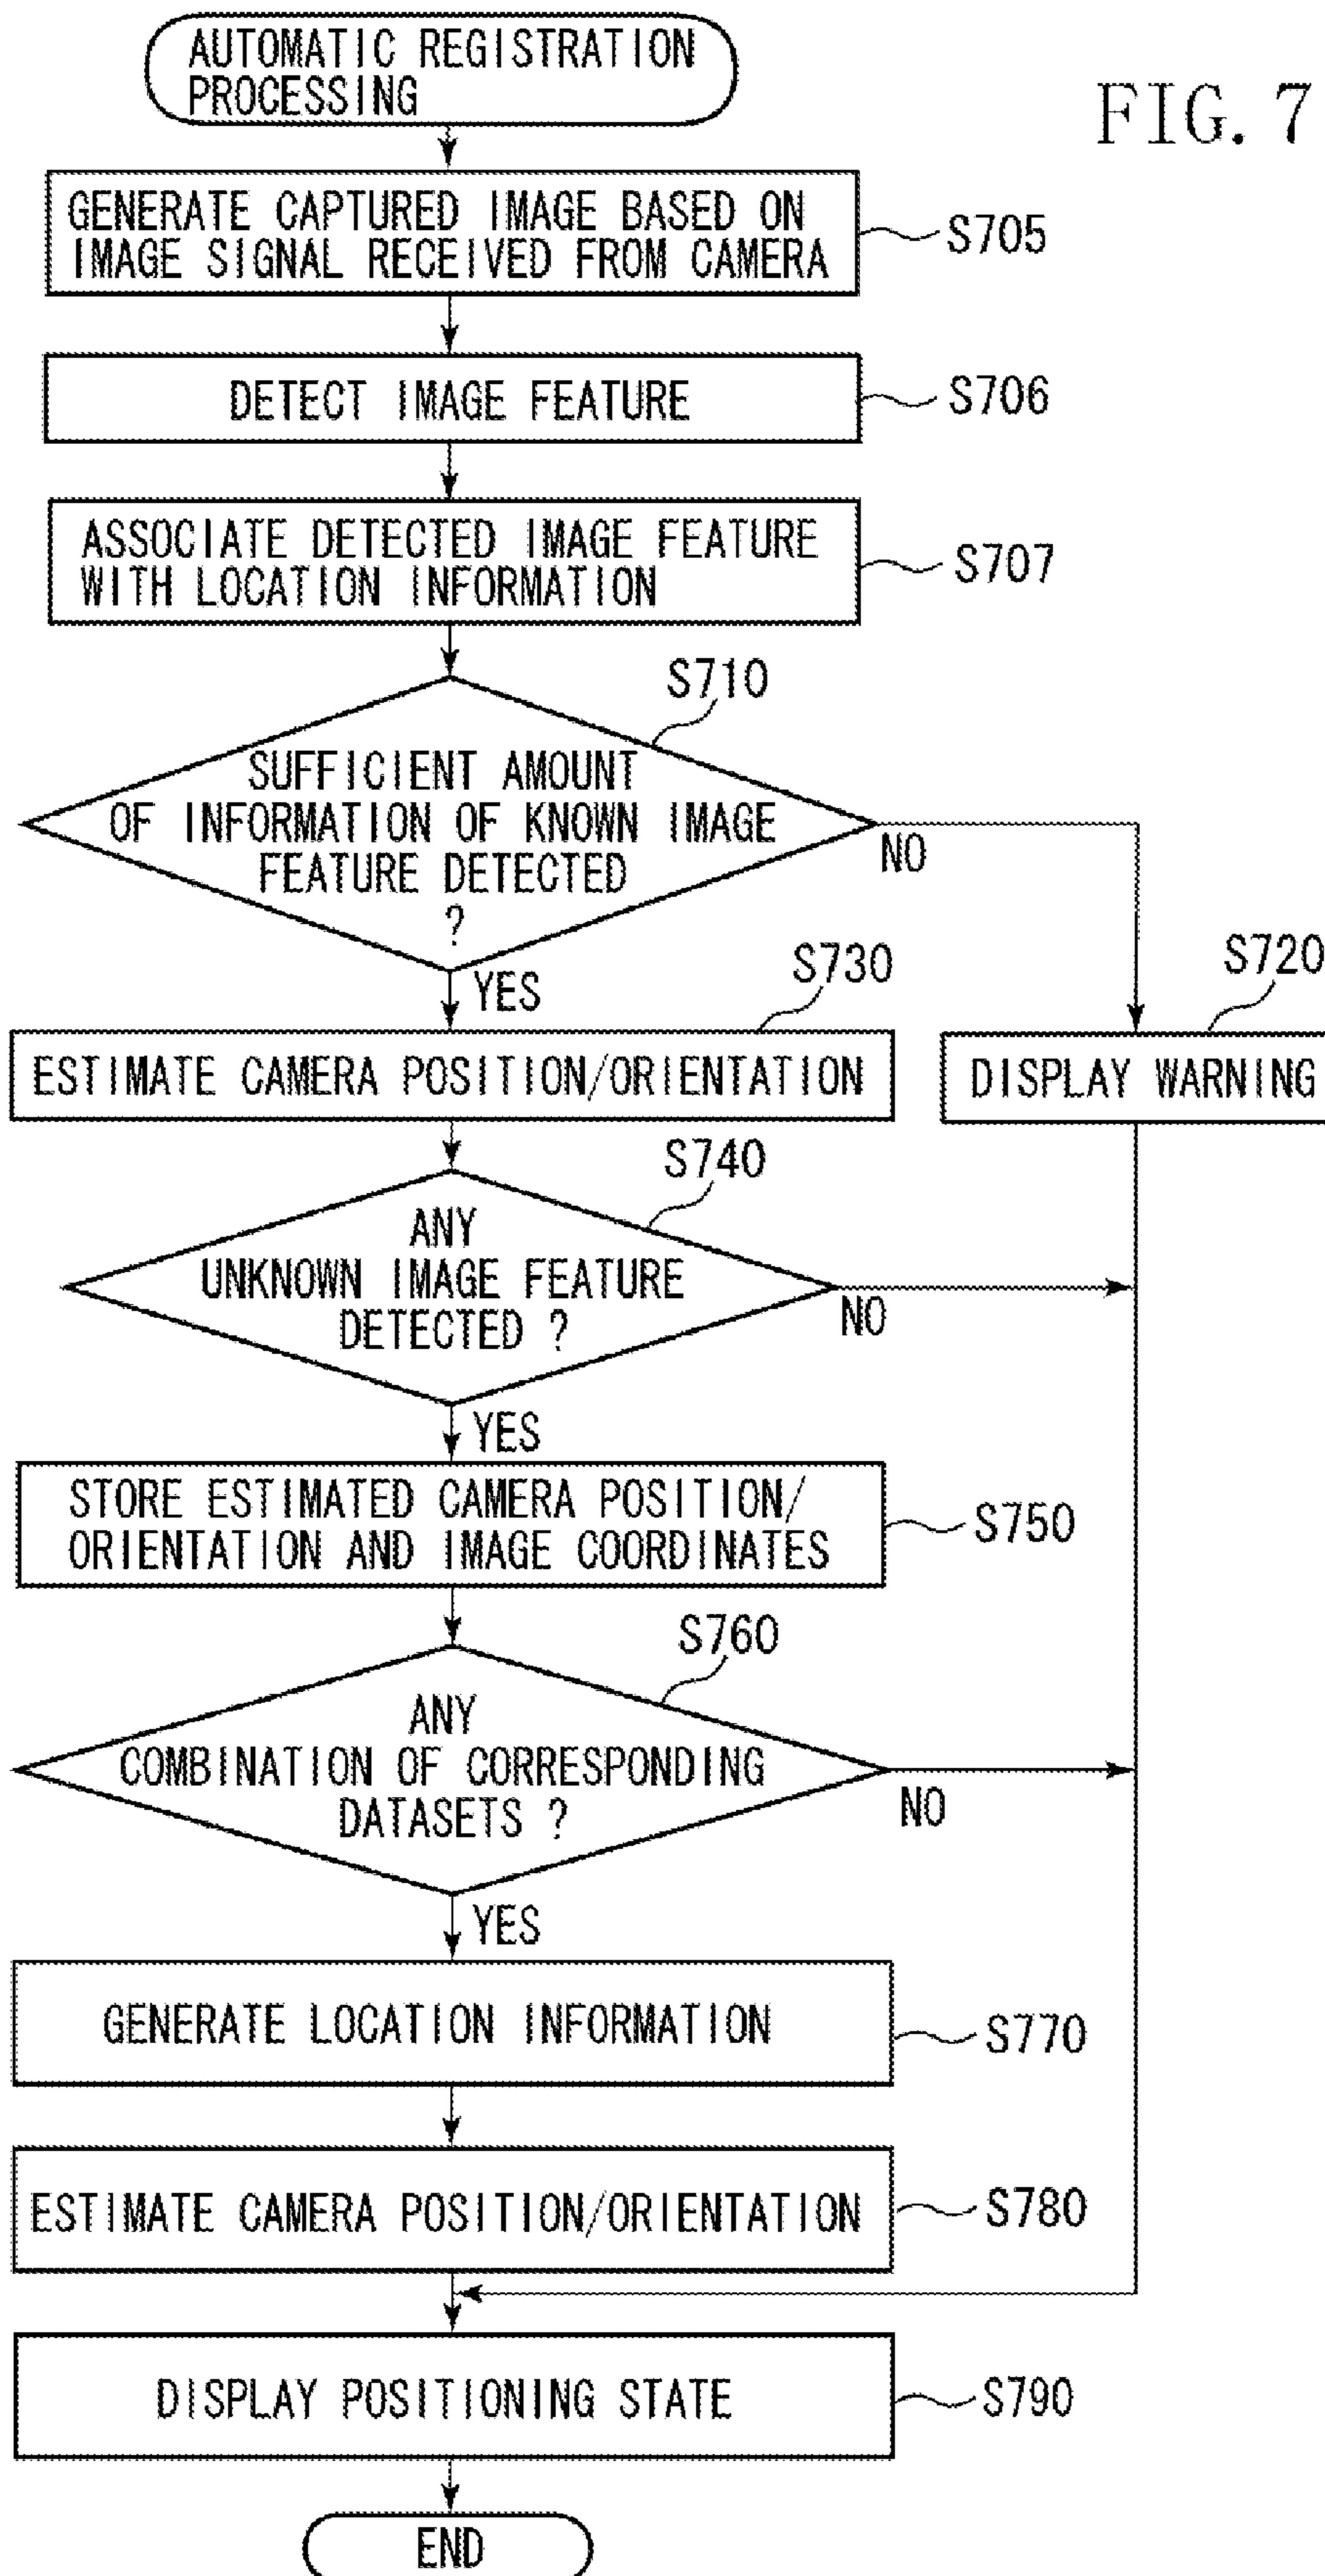 AUTOMATIC REGISTRATION
PROCESSING
FIG. 7
GENERATE CAPTURED IMAGE BASED ON
IMAGE SIGNAL RECEIVED FROM CAMERA
S705
DETECT IMAGE FEATURE
S706
ASSOCIATE DETECTED IMAGE FEATURE
WITH LOCATION INFORMATION
S707
S710
SUFFICIENT AMOUNT
OF INFORMATION OF KNOWN IMAGE
FEATURE DETECTED
?
NO
YES
S730
S720
ESTIMATE CAMERA POSITION/ORIENTATION
DISPLAY WARNING
S740
ANY
UNKNOWN IMAGE FEATURE
DETECTED ?
NO
YES
STORE ESTIMATED CAMERA POSITION/
ORIENTATION AND IMAGE COORDINATES
S750
S760
ANY
COMBINATION OF CORRESPONDING
DATASETS ?
NO
YES
GENERATE LOCATION INFORMATION
S770
ESTIMATE CAMERA POSITION/ORIENTATION
S780
DISPLAY POSITIONING STATE
S790
END